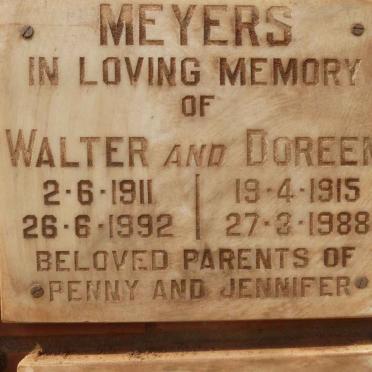 MEYERS
IN LOVING MEMORY
OF
WALTER AND DOREEN
2·6·1911 19·4·1915
26·6·1992 27·3·1988
BELOVED PARENTS OF
PENNY AND JENNIFER